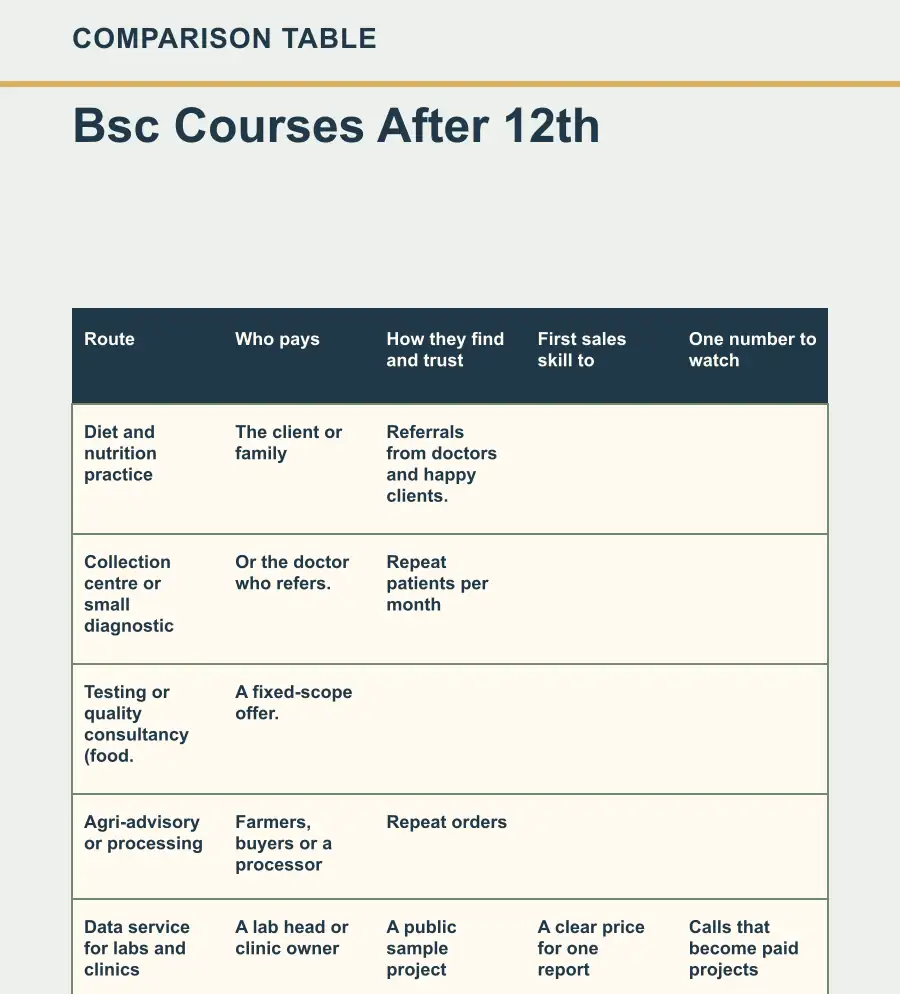 COMPARISON TABLE
Bsc Courses After 12th
Route
Who pays
How they find
and trust
First sales
skill to
One number to
watch
Diet and
nutrition
practice
The client or
family
Referrals
from doctors
and happy
clients.
Collection
centre or
small
diagnostic
Or the doctor
who refers.
Repeat
patients per
month
Testing or
quality
consultancy
(food.
A fixed-scope
offer.
Agri-advisory
or processing
Farmers,
buyers or a
processor
Repeat orders
Data service
for labs and
clinics
A lab head or
clinic owner
A public
sample
project
A clear price
for one
report
Calls that
become paid
projects